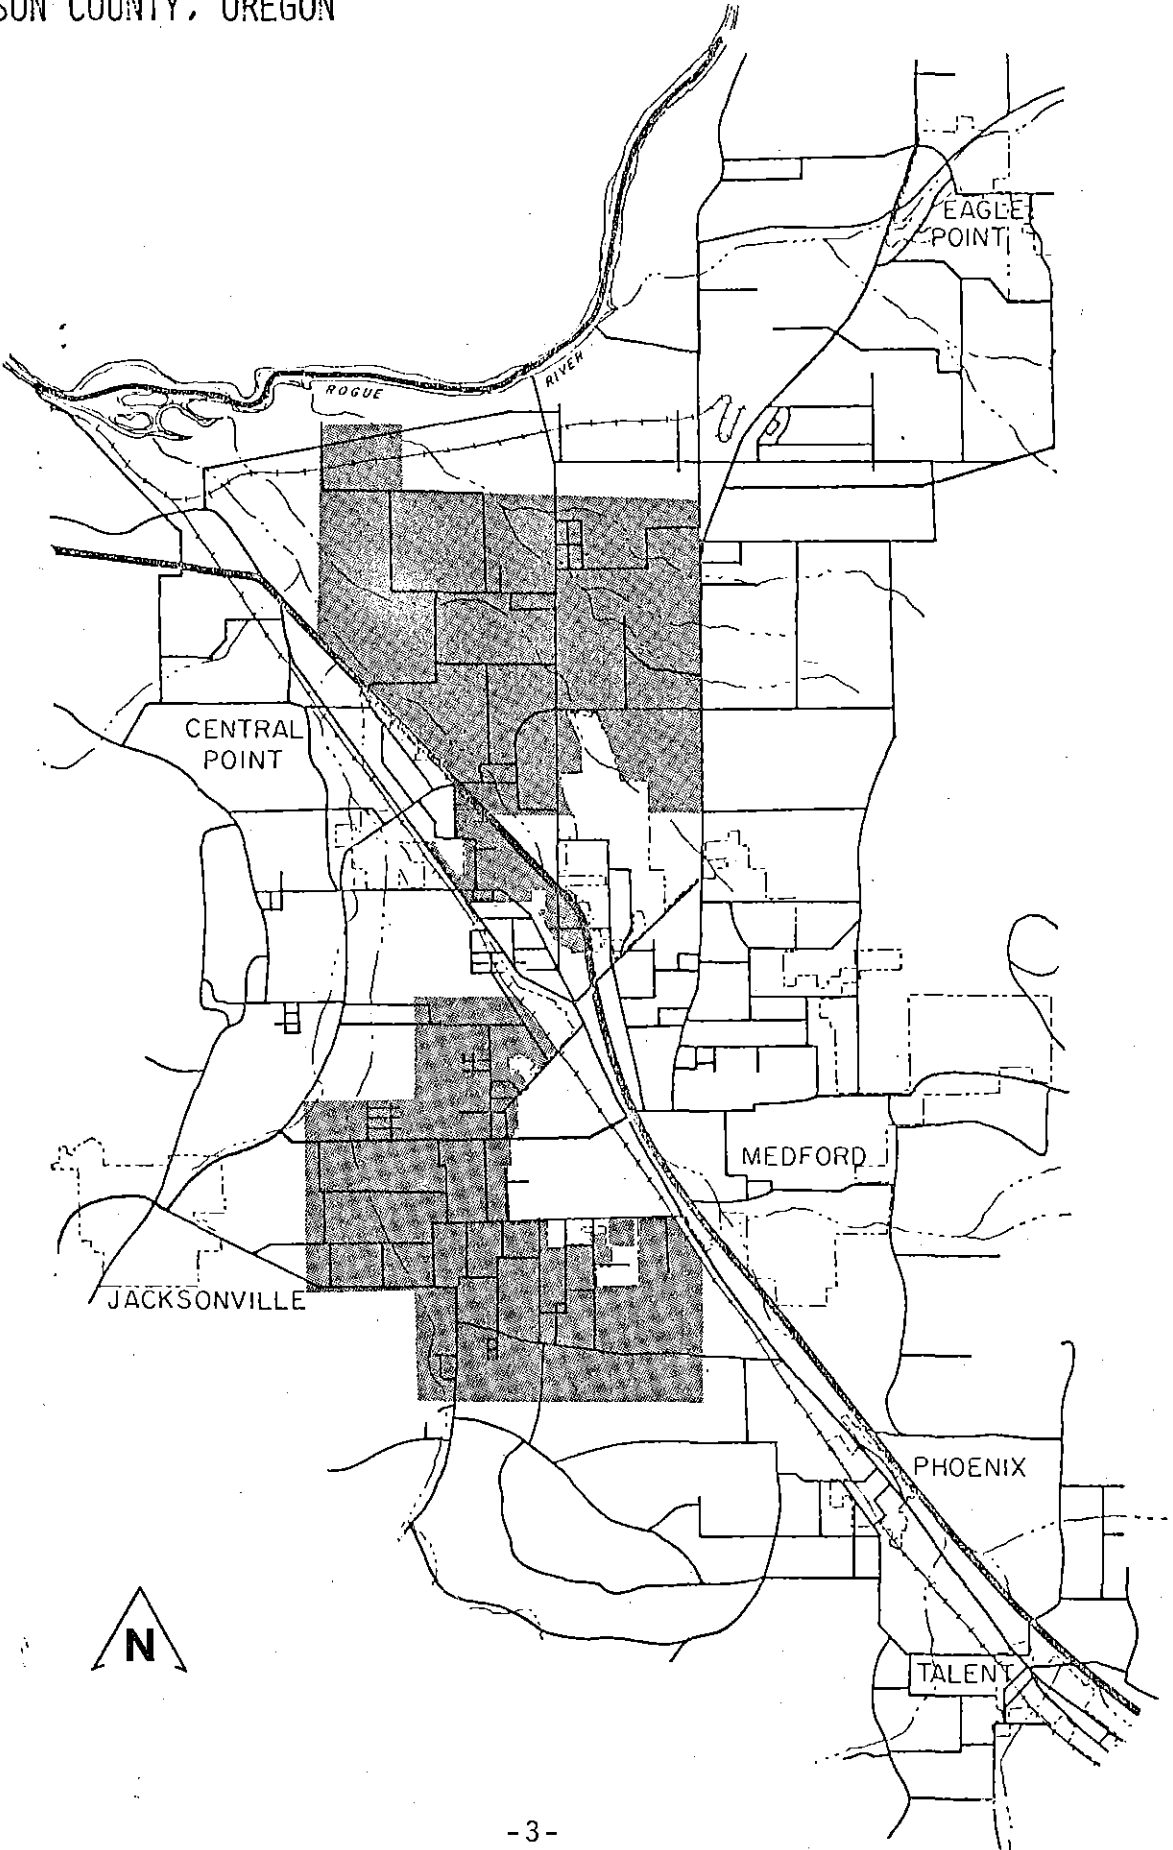 SON COUNTY, OREGON
EAGLE
POINT
ROGUE
RIVER
CENTRAL
POINT
MEDFORD
JACKSONVILLE
PHOENIX
N
TALENT
-3-